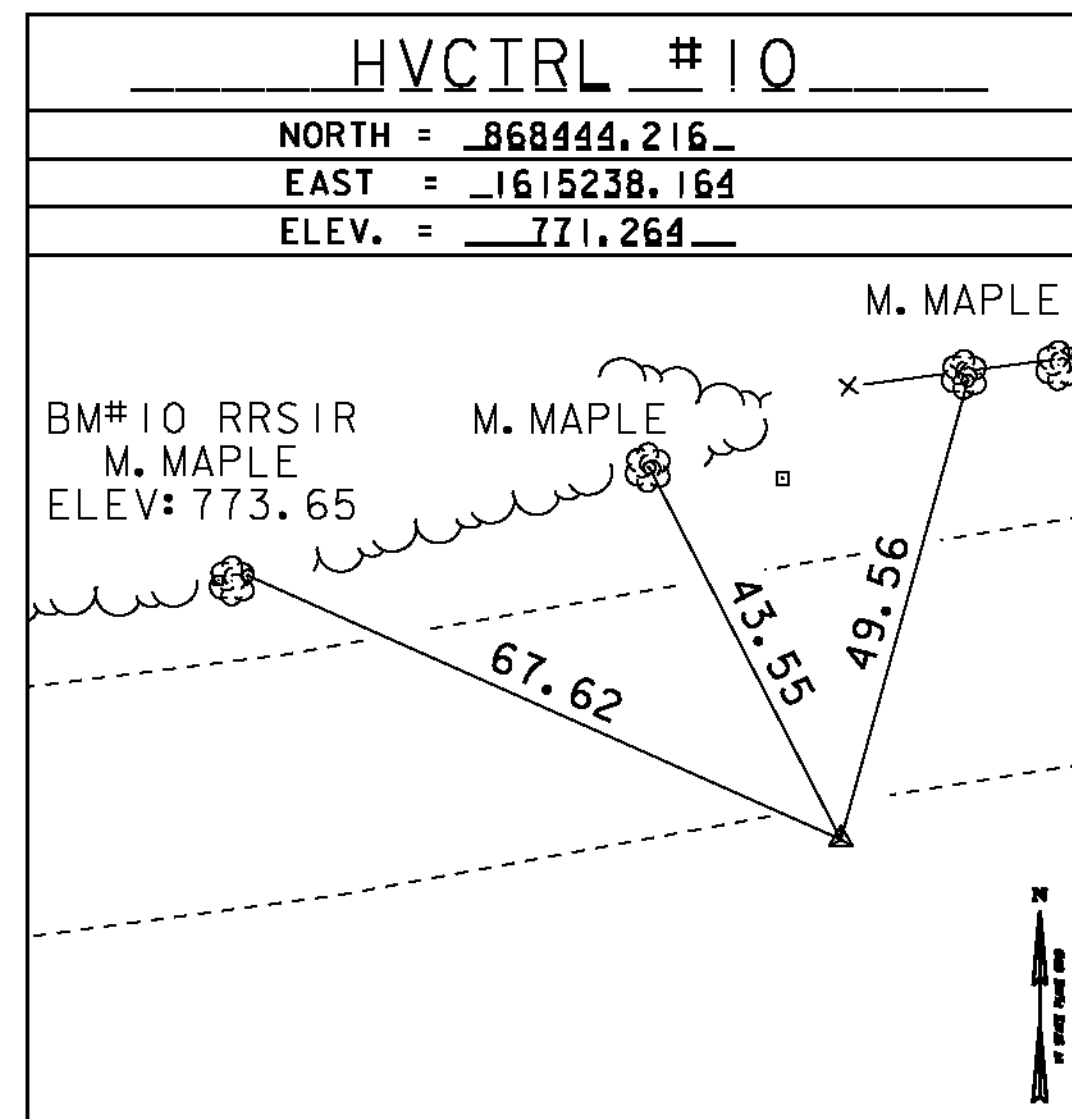 HVCTRL #10
NORTH = 868444.216
EAST = 1615238.164
ELEV. = 771.264
M. MAPLE
BM#10 RRSIR
M. MAPLE
ELEV: 773.65
M. MAPLE
67.62
43.55
49.56
N